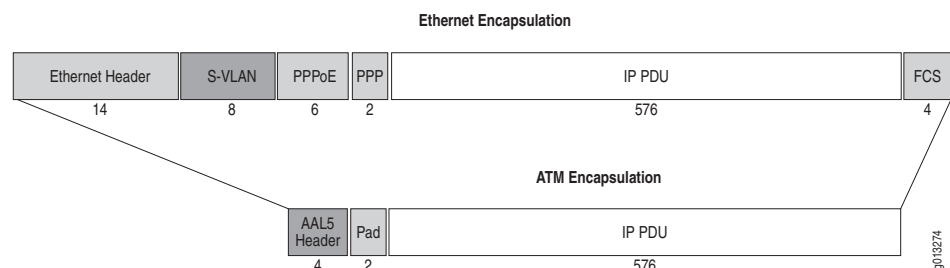 Ethernet Encapsulation
Ethernet Header S-VLAN PPPoE PPP IP PDU FCS
14 8 6 2 576 4
ATM Encapsulation
AAL5
Header Pad IP PDU
4 2 576
g013274